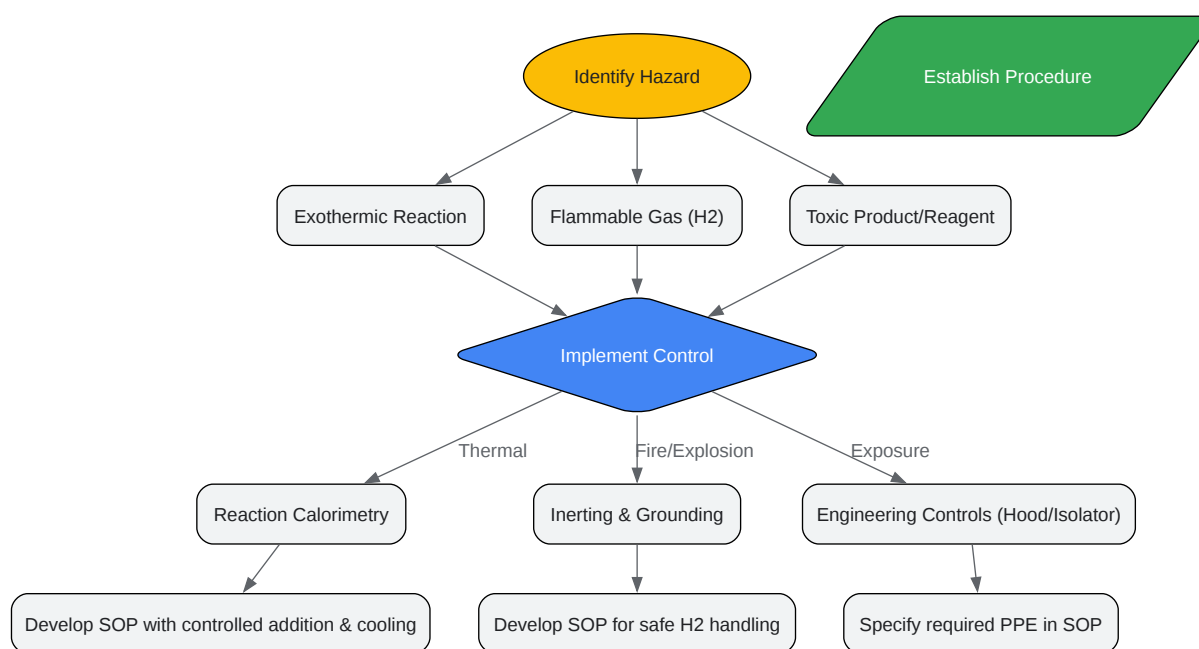 Identify Hazard
Establish Procedure
Exothermic Reaction
Flammable Gas (H2)
Toxic Product/Reagent
Implement Control
Thermal
Fire/Explosion
Exposure
Reaction Calorimetry
Inerting & Grounding
Engineering Controls (Hood/Isolator)
Develop SOP with controlled addition & cooling
Develop SOP for safe H2 handling
Specify required PPE in SOP